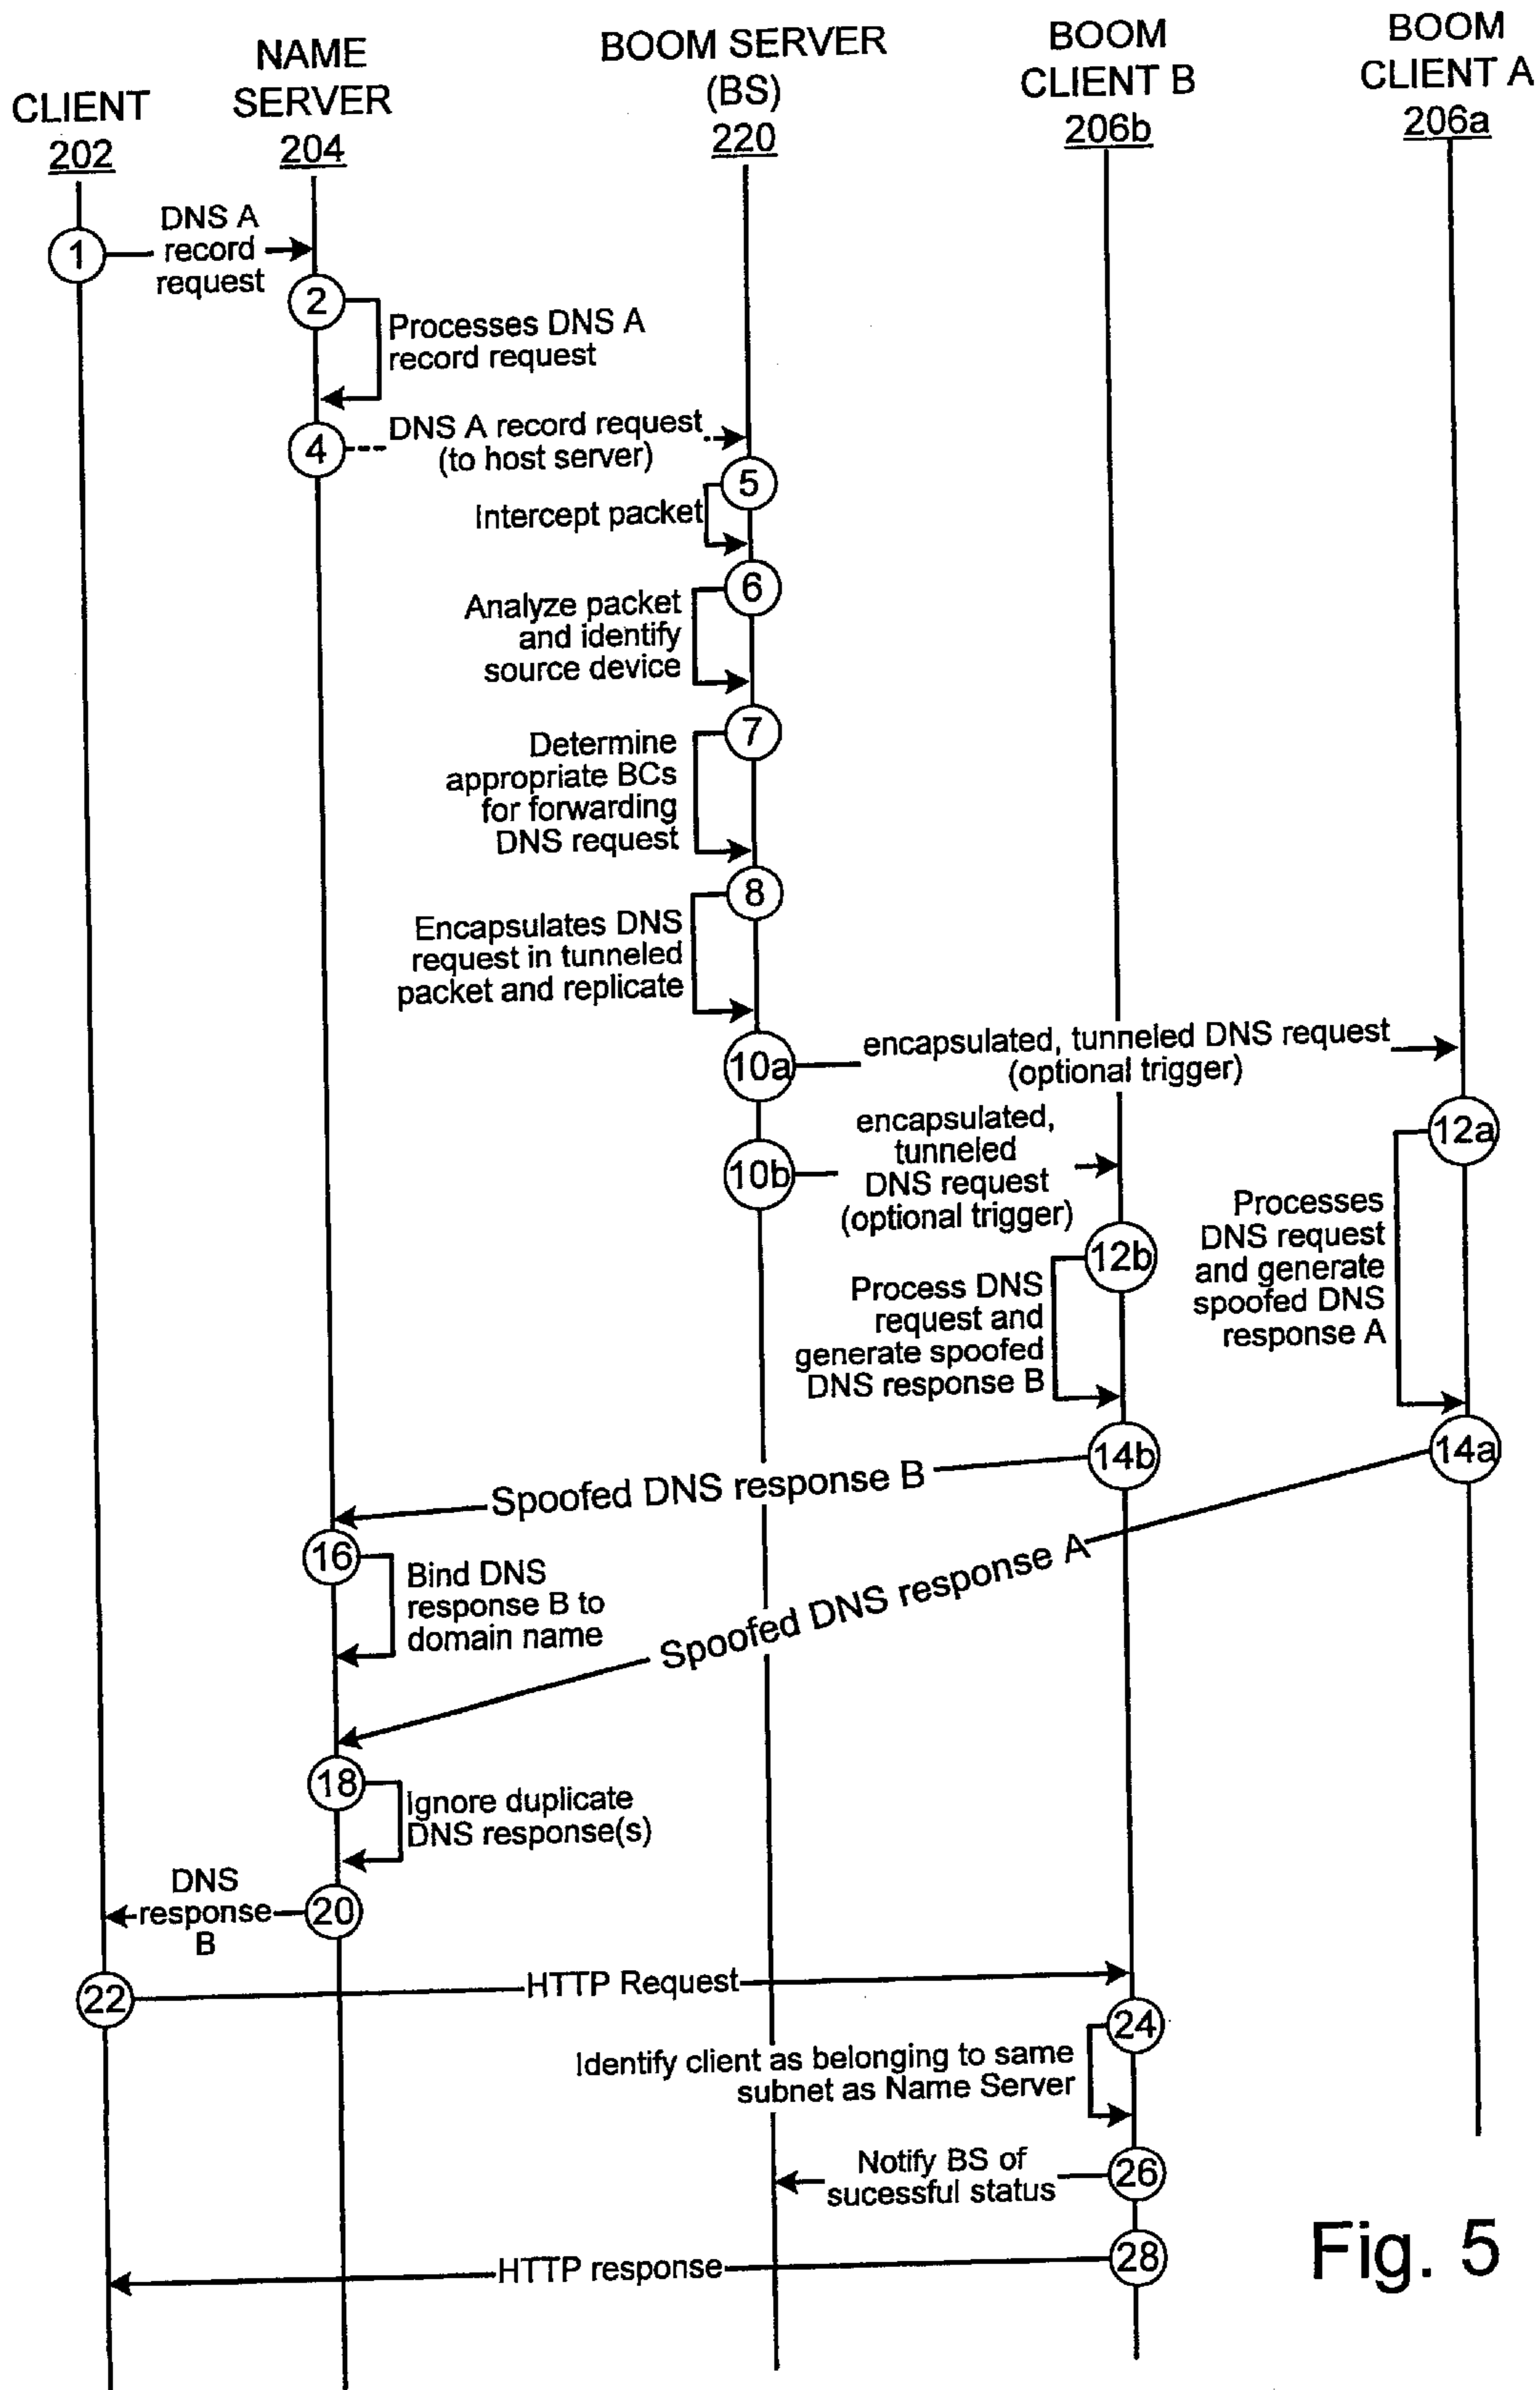 CLIENT
202
NAME
SERVER
204
BOOM SERVER
(BS)
220
BOOM
CLIENT B
206b
BOOM
CLIENT A
206a
1
DNS A
record
request
2
Processes DNS A
record request
4
DNS A record request
(to host server)
5
Intercept packet
6
Analyze packet
and identify
source device
7
Determine
appropriate BCs
for forwarding
DNS request
8
Encapsulates DNS
request in tunneled
packet and replicate
10a
encapsulated, tunneled DNS request
(optional trigger)
10b
encapsulated,
tunneled
DNS request
(optional trigger)
12a
Processes
DNS request
and generate
spoofed DNS
response A
12b
Process DNS
request and
generate spoofed
DNS response B
14b
14a
Spoofed DNS response B
16
Bind DNS
response B to
domain name
Spoofed DNS response A
18
Ignore duplicate
DNS response(s)
20
DNS
response
B
22
HTTP Request
24
Identify client as belonging to same
subnet as Name Server
26
Notify BS of
sucessful status
28
HTTP response
Fig. 5